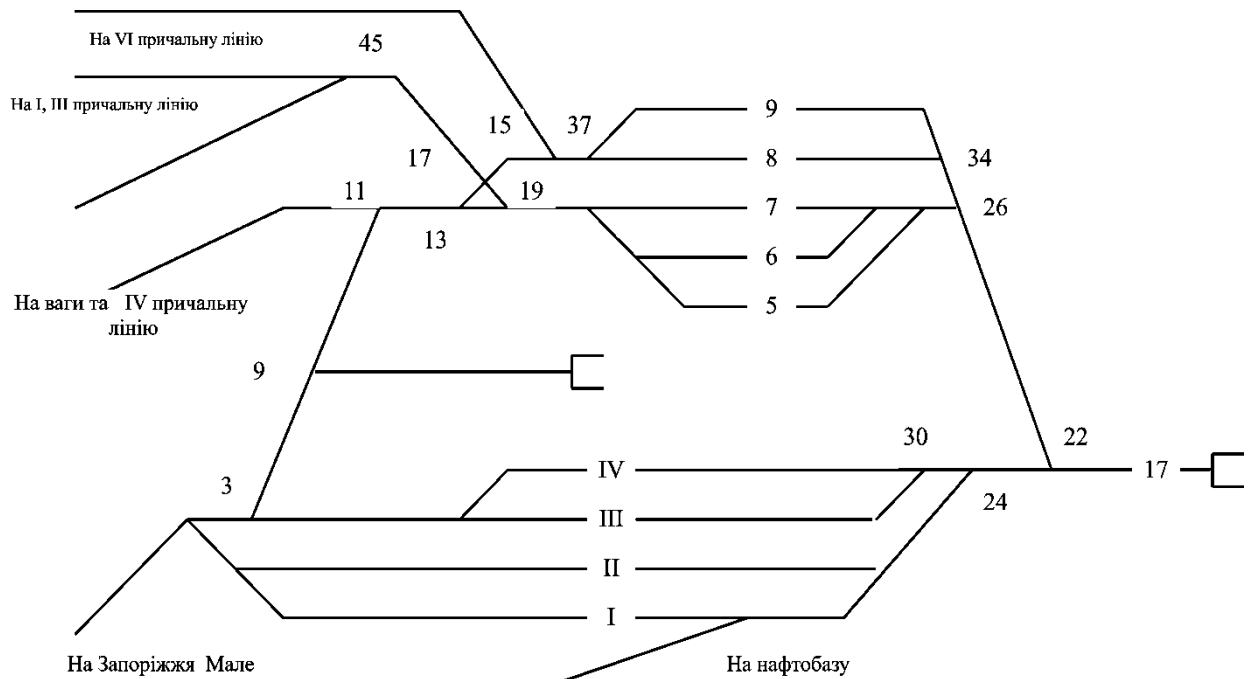 На VI причальну лінію
45
На I, III причальну лінію
15
37
9
17
8
34
11
19
7
26
13
6
На ваги та IV причальну
лінію
5
9
30
22
3
IV
17
24
III
II
I
На Запоріжжя Мале
На нафтобазу